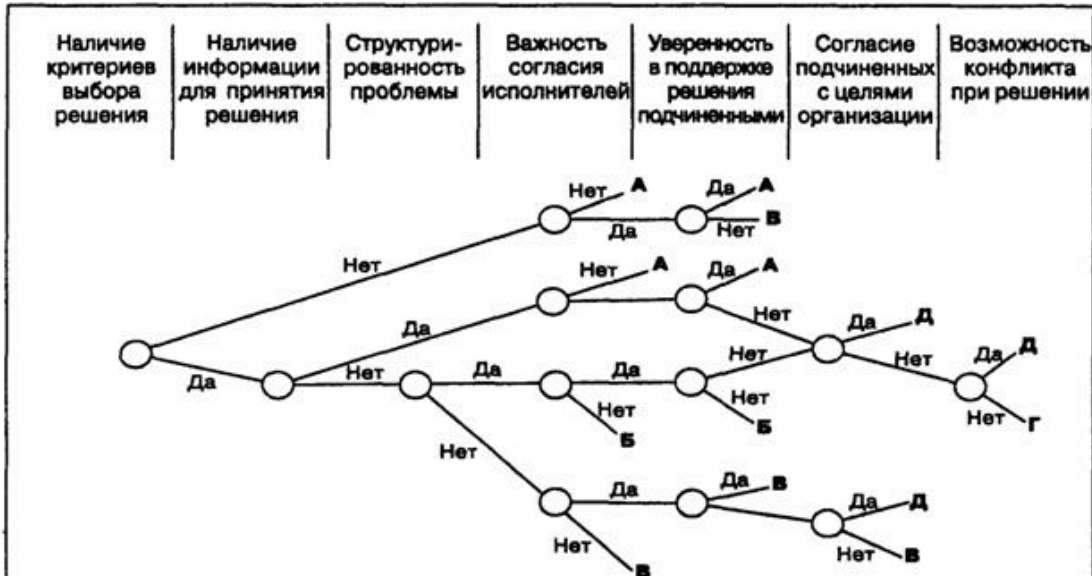 Наличие
критериев
выбора
решения
Наличие
информации
для принятия
решения
Структури-
рованность
проблемы
Важность
согласия
исполнителей
Уверенность
в поддержке
решения
подчиненными
Согласие
подчиненных
с целями
организации
Возможность
конфликта
при решении
Нет А Да А
Да Нет В
Нет
Нет А Да А
Да Нет Да Д
Да Нет Да Да Нет Нет Да Д
Нет Б Нет Б Нет Г
Нет
Да Да В Да Д
Нет В Нет В